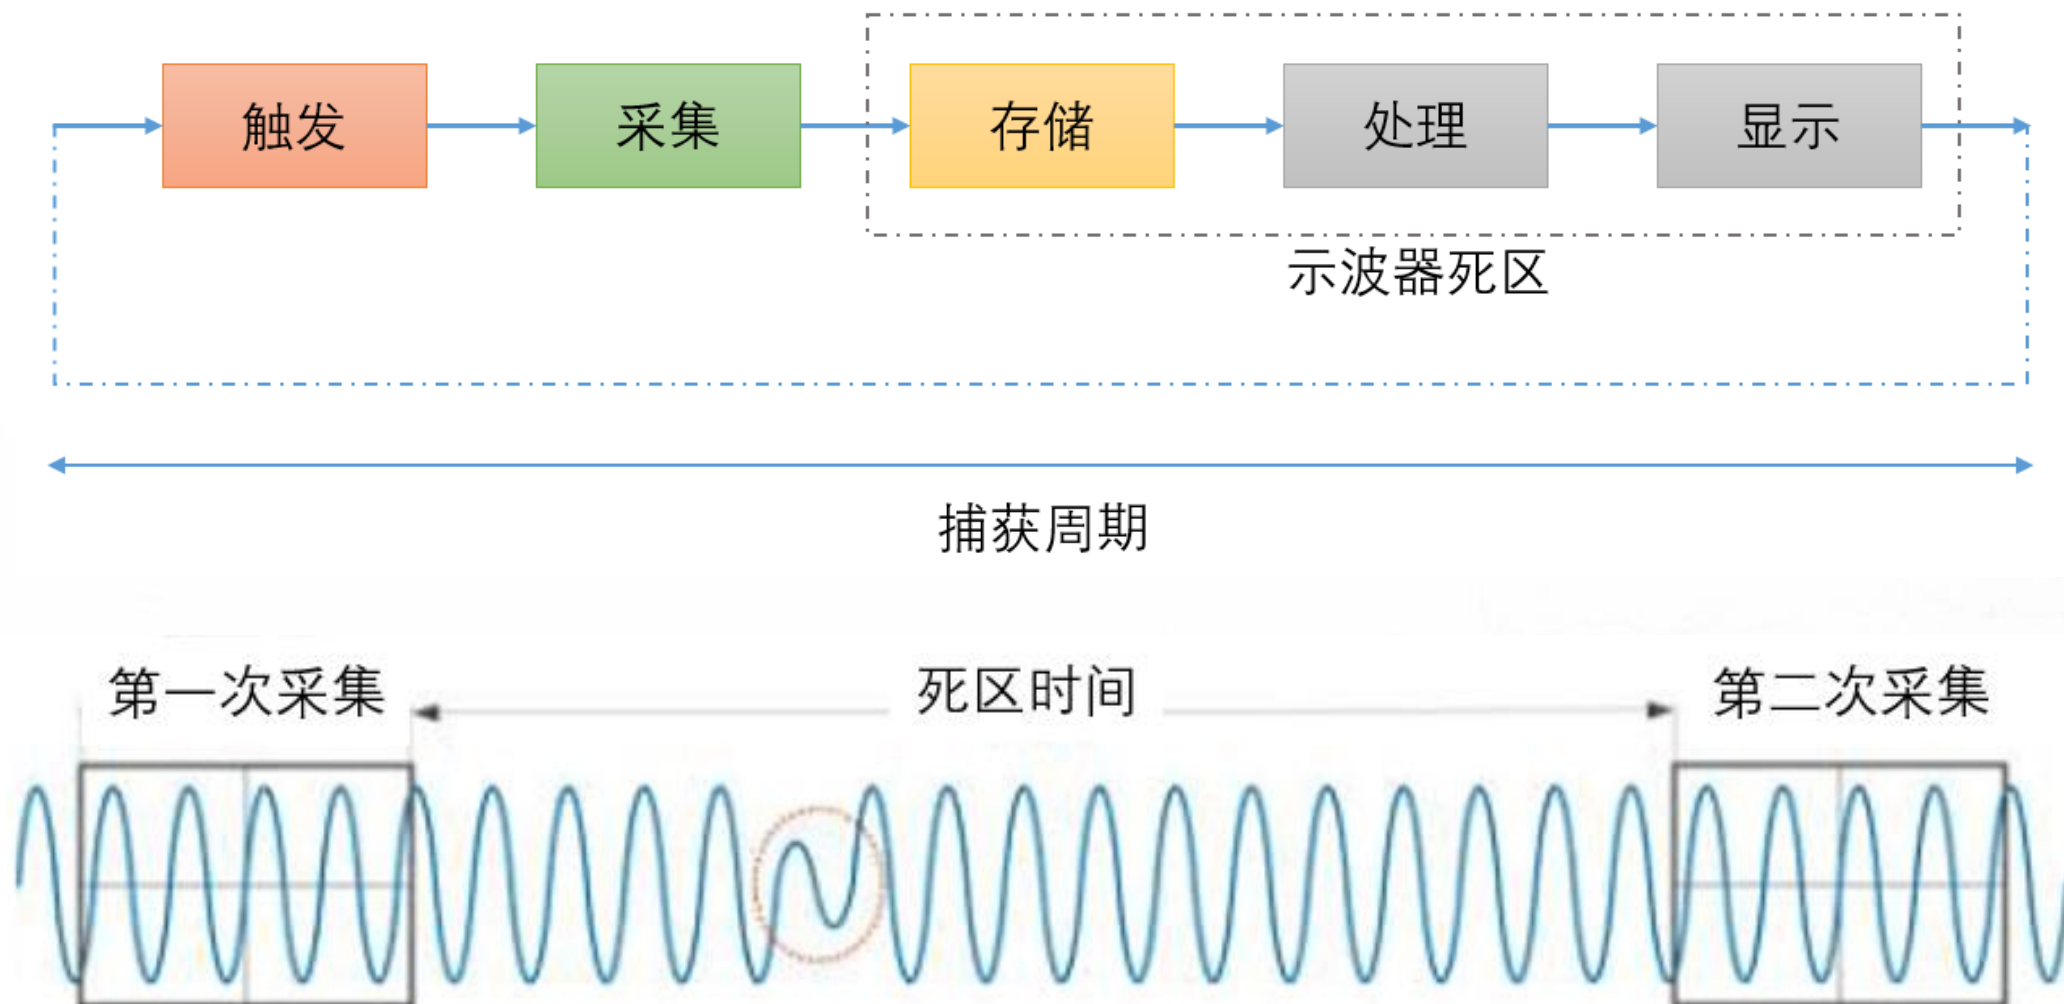 触发
采集
存储
处理
显示
示波器死区
捕获周期
第一次采集
死区时间
第二次采集